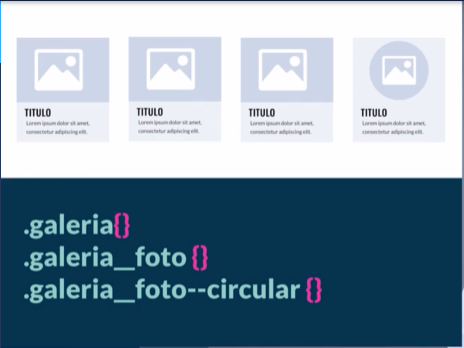 TITULO
Lorem ipsum dolor sit amet,
consectetur adipiscing elit.
TITULO
Lorem ipsum dolor sit amet,
consectetur adipiscing elit.
TITULO
Lorem ipsum dolor sit amet,
consectetur adipiscing elit.
TITULO
Lorem ipsum dolor sit amet,
consectetur adipiscing elit.
.galeria{}
.galeria__foto {}
.galeria__foto--circular {}